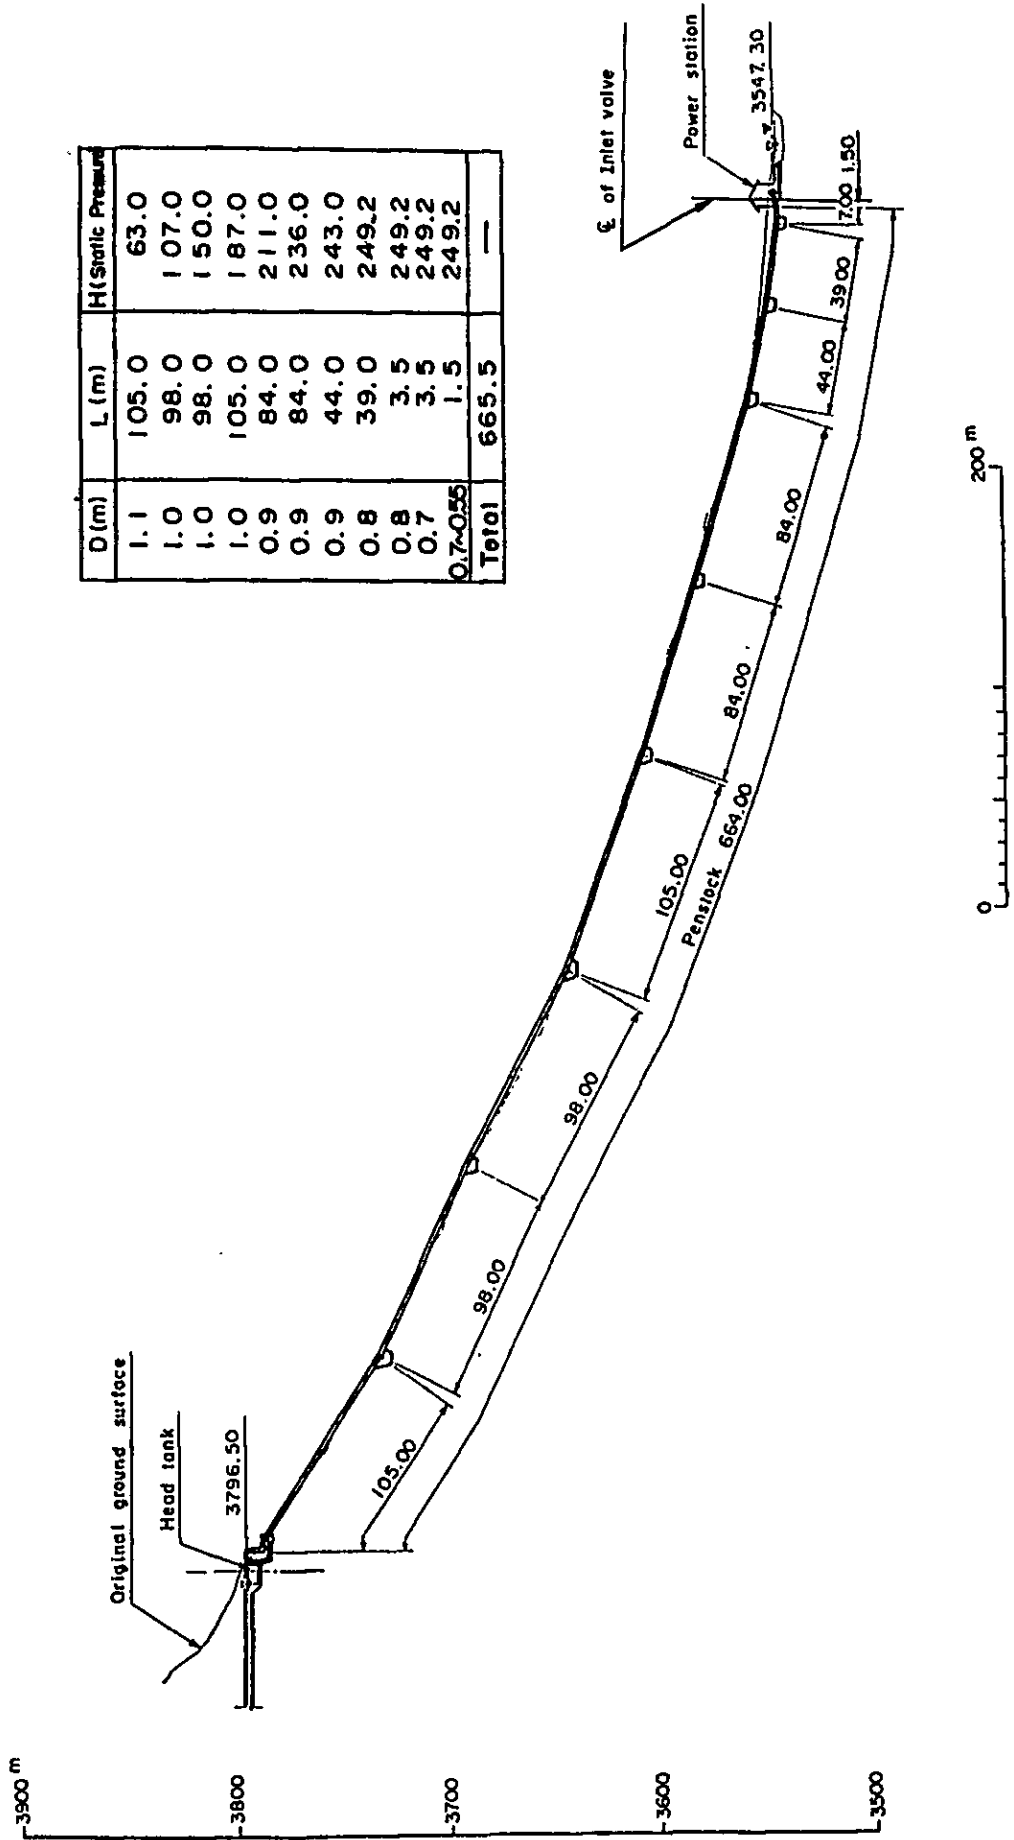 D(m) L(m) H(Static Pressure
1.1 105.0 63.0
1.0 98.0 107.0
1.0 98.0 150.0
1.0 105.0 187.0
0.9 84.0 211.0
0.9 84.0 236.0
0.9 44.0 243.0
0.8 39.0 249.2
0.8 3.5 249.2
0.7 3.5 249.2
0.7~0.55 1.5 249.2
Total 665.5 —
3900 m
3800
3700
3600
3500
Original ground surface
Head tank
3796.50
105.00
98.00
98.00
105.00
Penstock 664.00
84.00
84.00
44.00
39.00
7.00 1.50
℄ of Inlet valve
Power station
3547.30
0
200 m